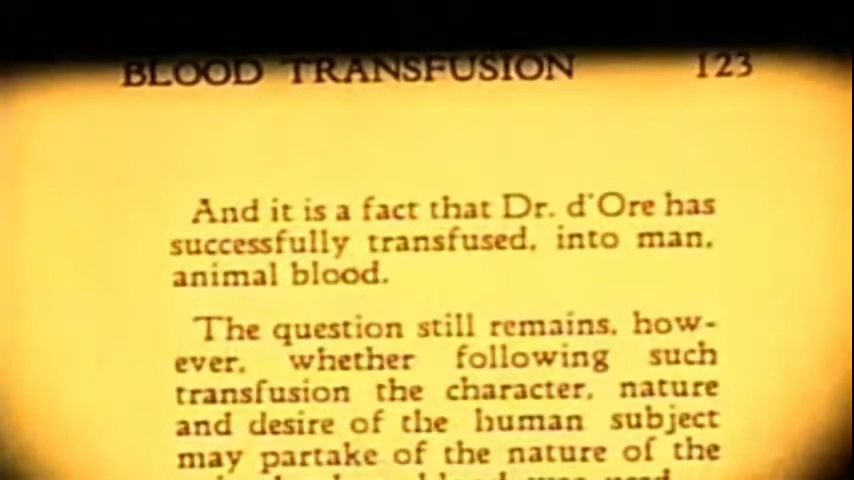 BLOOD TRANSFUSION 123
And it is a fact that Dr. d'Ore has
successfully transfused, into man,
animal blood.
The question still remains, how-
ever, whether following such
transfusion the character, nature
and desire of the human subject
may partake of the nature of the
blood was